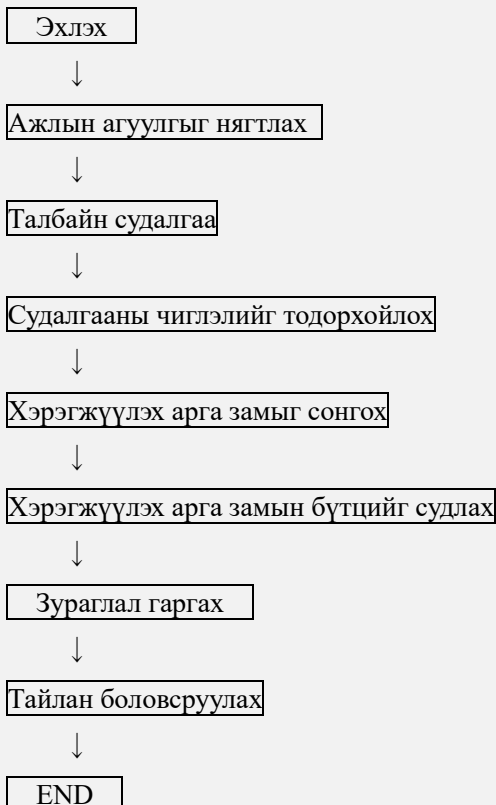 Эхлэх
↓
Ажлын агуулгыг нягтлах
↓
Талбайн судалгаа
↓
Судалгааны чиглэлийг тодорхойлох
↓
Хэрэгжүүлэх арга замыг сонгох
↓
Хэрэгжүүлэх арга замын бүтцийг судлах
↓
Зураглал гаргах
↓
Тайлан боловсруулах
↓
END